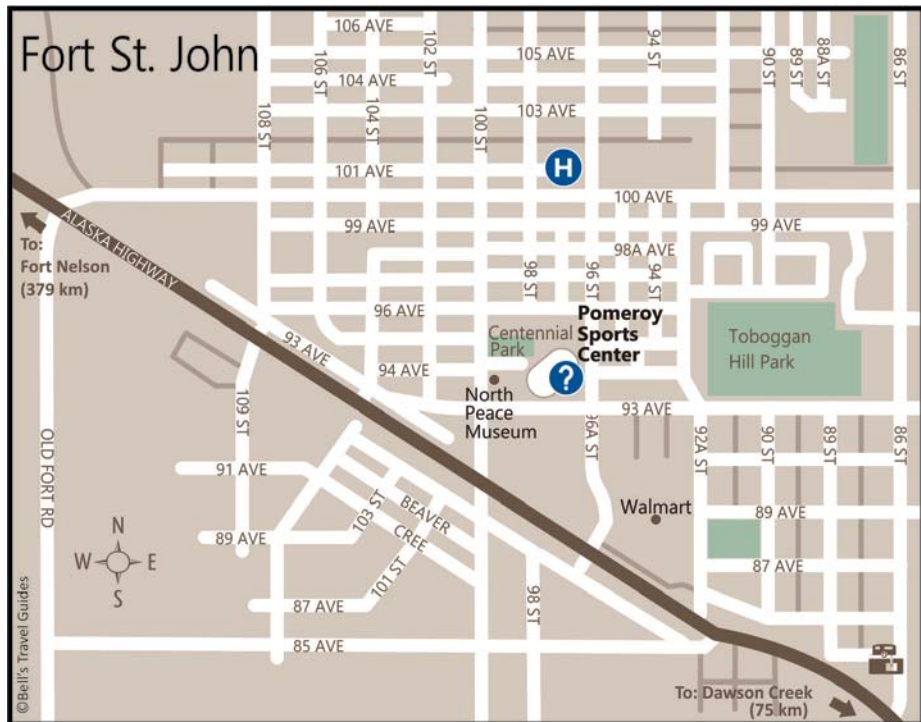 Fort St. John
106 AVE
102 ST
94 ST
105 AVE
90 ST
89 ST
88A ST
86 ST
106 ST
104 AVE
108 ST
104 ST
100 ST
103 AVE
H
101 AVE
100 AVE
ALASKA HIGHWAY
99 AVE
99 AVE
To:
Fort Nelson
(379 km)
98A AVE
98 ST
96 ST
94 ST
96 AVE
Pomeroy
Sports
Center
Centennial
Park
Toboggan
Hill Park
93 AVE
94 AVE
?
North
Peace
Museum
93 AVE
109 ST
96A ST
92A ST
90 ST
89 ST
86 ST
OLD FORT RD
91 AVE
103 ST
BEAVER
CREE
Walmart
89 AVE
89 AVE
N
W E
S
101 ST
87 AVE
98 ST
87 AVE
85 AVE
To: Dawson Creek
(75 km)
©Bell's Travel Guides